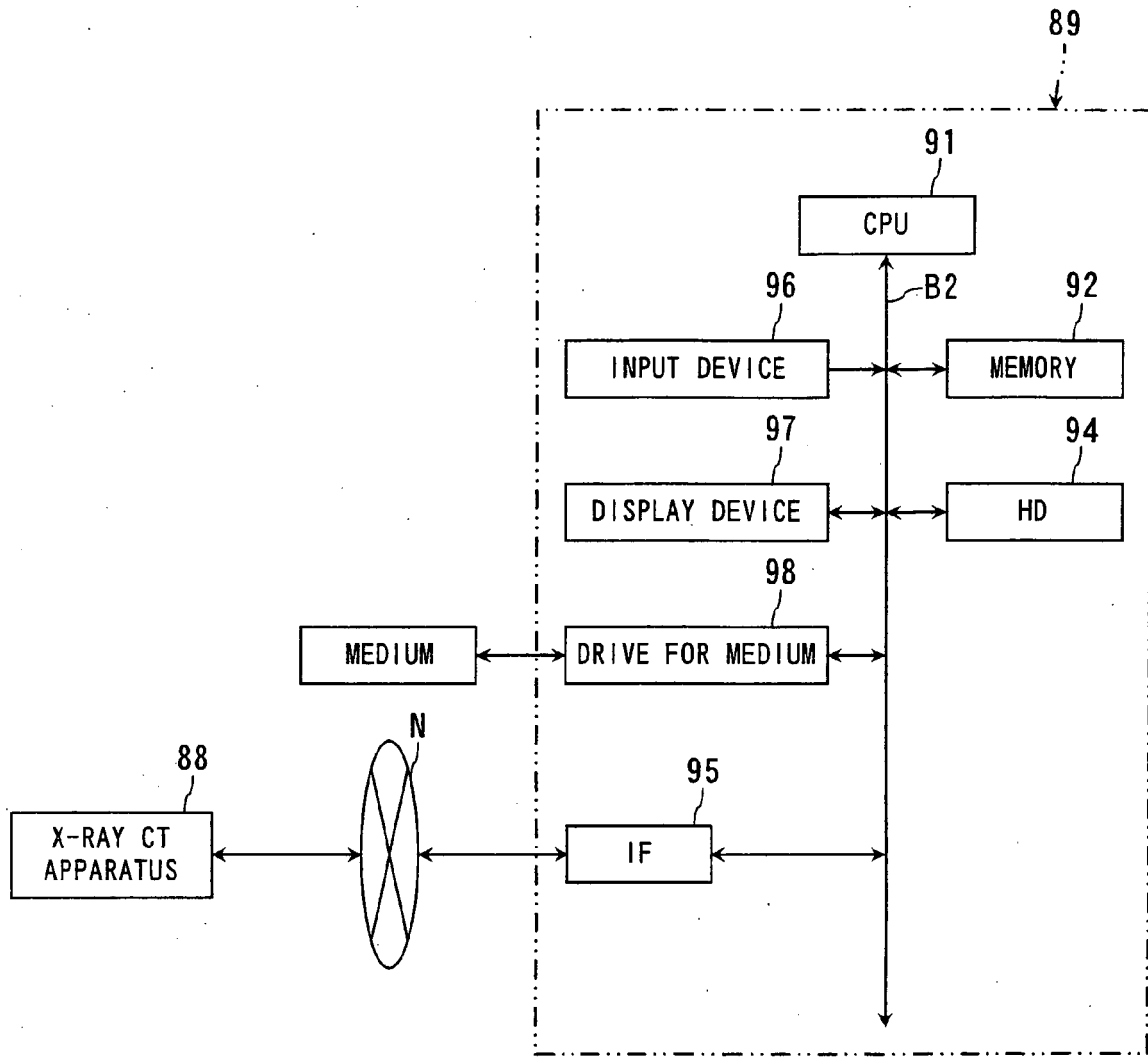 89
91
CPU
B2
96
92
INPUT DEVICE
MEMORY
97
94
DISPLAY DEVICE
HD
98
MEDIUM
DRIVE FOR MEDIUM
N
88
95
X-RAY CT
APPARATUS
IF